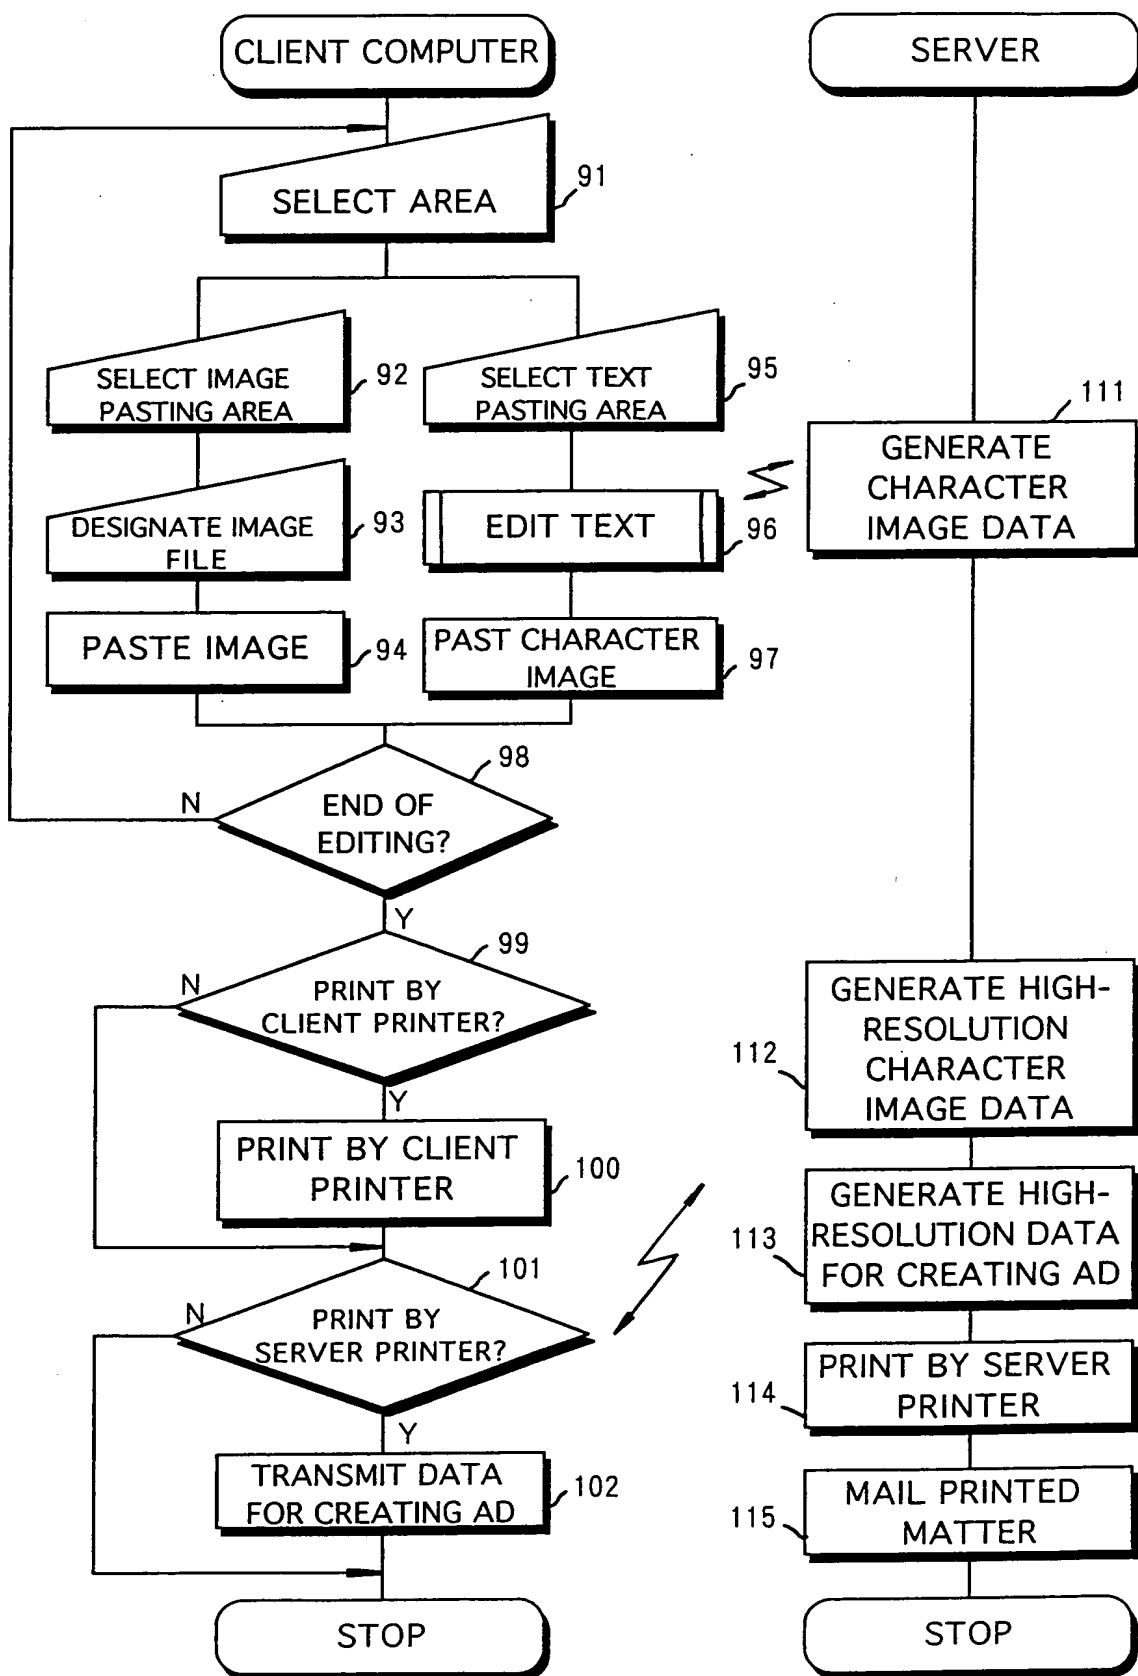 CLIENT COMPUTER
SERVER
SELECT AREA
91
SELECT IMAGE
PASTING AREA
92
SELECT TEXT
PASTING AREA
95
111
GENERATE
CHARACTER
IMAGE DATA
DESIGNATE IMAGE
FILE
93
EDIT TEXT
96
PASTE IMAGE
94
PAST CHARACTER
IMAGE
97
98
N
END OF
EDITING?
Y
99
N
PRINT BY
CLIENT PRINTER?
Y
GENERATE HIGH-
RESOLUTION
CHARACTER
IMAGE DATA
112
PRINT BY CLIENT
PRINTER
100
GENERATE HIGH-
RESOLUTION DATA
FOR CREATING AD
113
101
N
PRINT BY
SERVER PRINTER?
Y
PRINT BY SERVER
PRINTER
114
TRANSMIT DATA
FOR CREATING AD
102
MAIL PRINTED
MATTER
115
STOP
STOP